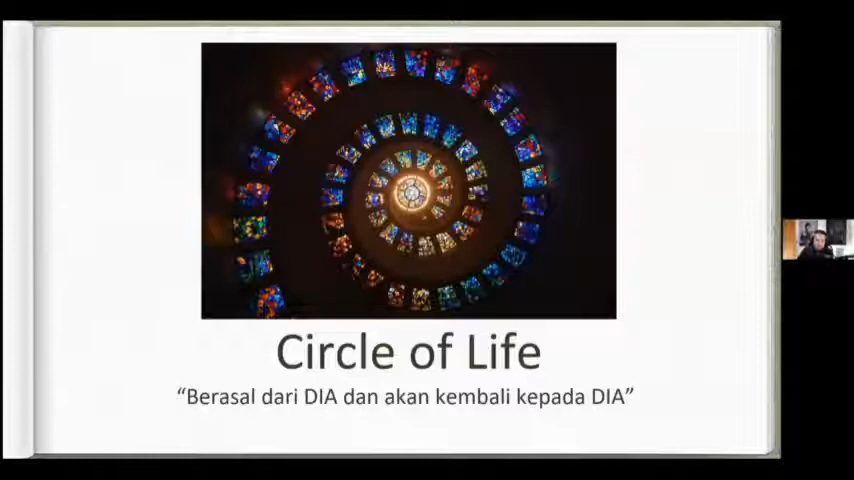 Circle of Life
“Berasal dari DIA dan akan kembali kepada DIA”